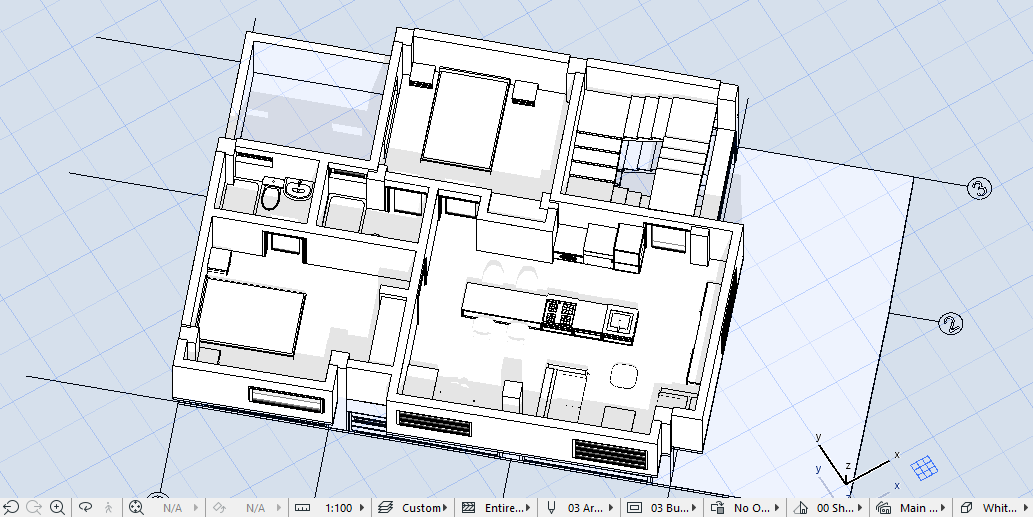 3
2
y
x
y
z
x
N/A
N/A
1:100
Custom
Entire...
03 Ar...
03 Bu...
No O...
00 Sh...
Main ...
Whit...